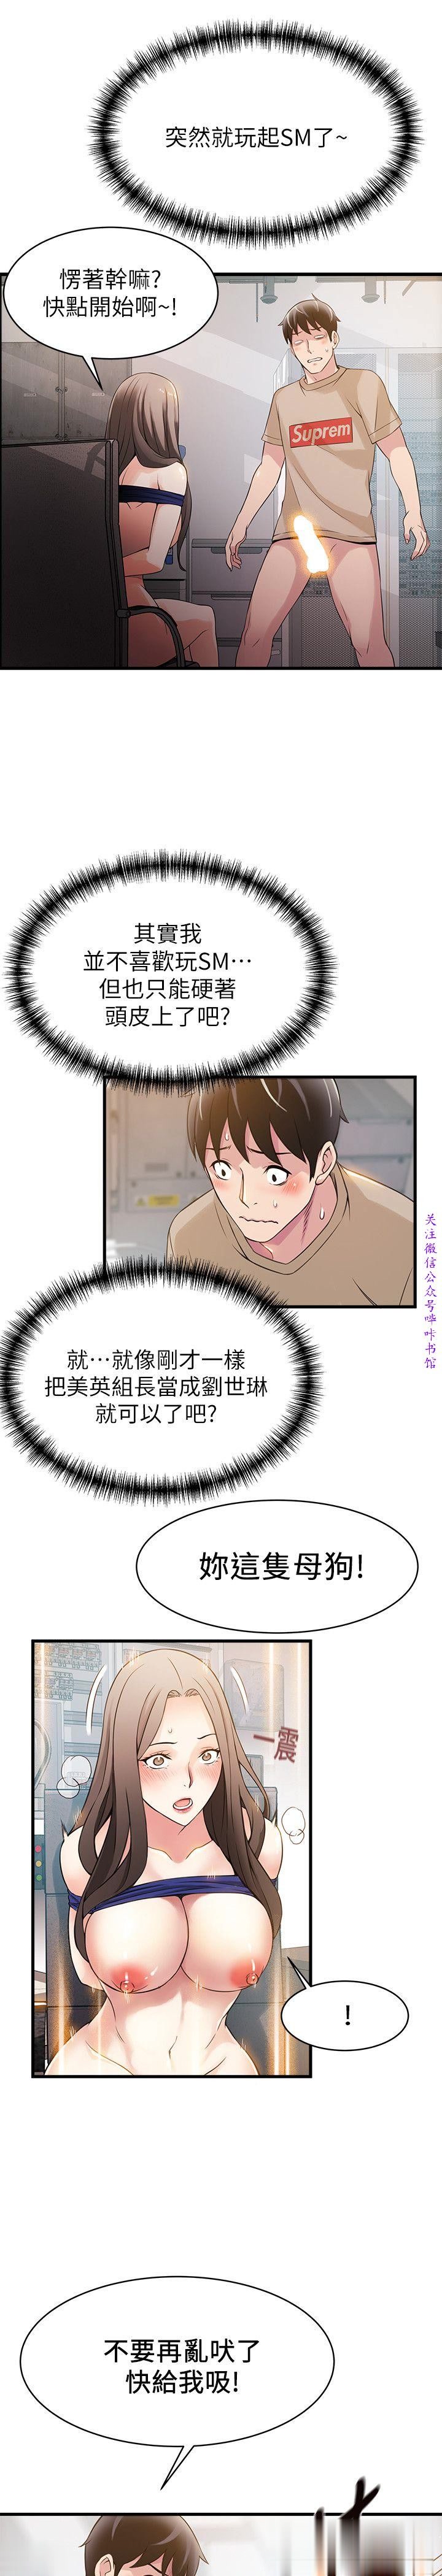 突然就玩起SM了~
愣著幹嘛?
快點開始啊~!
Suprem
其實我
並不喜歡玩SM…
但也只能硬著
頭皮上了吧?
关注微信公众号哔咔书馆
就…就像剛才一樣
把美英組長當成劉世琳
就可以了吧?
妳這隻母狗!
一震
!
不要再亂吠了
快給我吸!